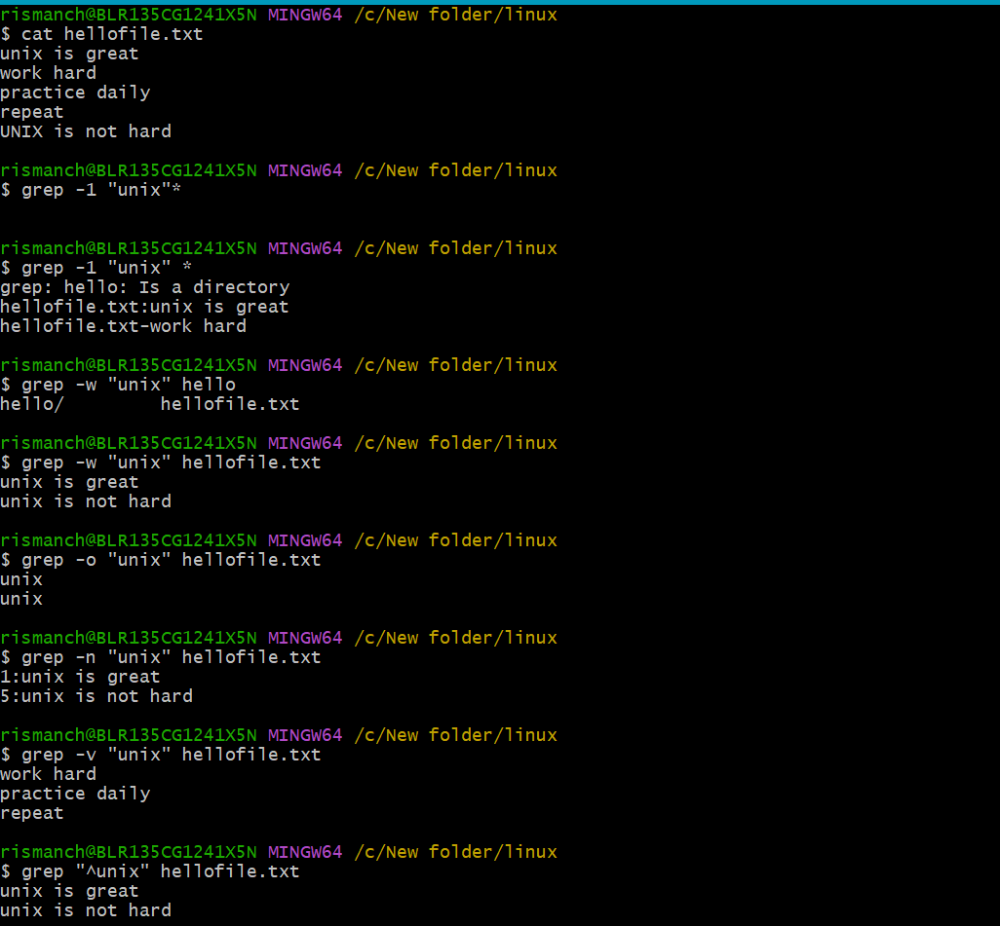 rismanch@BLR135CG1241X5N MINGW64 /c/New folder/linux
$ cat hellofile.txt
unix is great
work hard
practice daily
repeat
UNIX is not hard
rismanch@BLR135CG1241X5N MINGW64 /c/New folder/linux
$ grep -1 "unix"*
rismanch@BLR135CG1241X5N MINGW64 /c/New folder/linux
$ grep -1 "unix" *
grep: hello: Is a directory
hellofile.txt:unix is great
hellofile.txt-work hard
rismanch@BLR135CG1241X5N MINGW64 /c/New folder/linux
$ grep -w "unix" hello
hello/         hellofile.txt
rismanch@BLR135CG1241X5N MINGW64 /c/New folder/linux
$ grep -w "unix" hellofile.txt
unix is great
unix is not hard
rismanch@BLR135CG1241X5N MINGW64 /c/New folder/linux
$ grep -o "unix" hellofile.txt
unix
unix
rismanch@BLR135CG1241X5N MINGW64 /c/New folder/linux
$ grep -n "unix" hellofile.txt
1:unix is great
5:unix is not hard
rismanch@BLR135CG1241X5N MINGW64 /c/New folder/linux
$ grep -v "unix" hellofile.txt
work hard
practice daily
repeat
rismanch@BLR135CG1241X5N MINGW64 /c/New folder/linux
$ grep "^unix" hellofile.txt
unix is great
unix is not hard